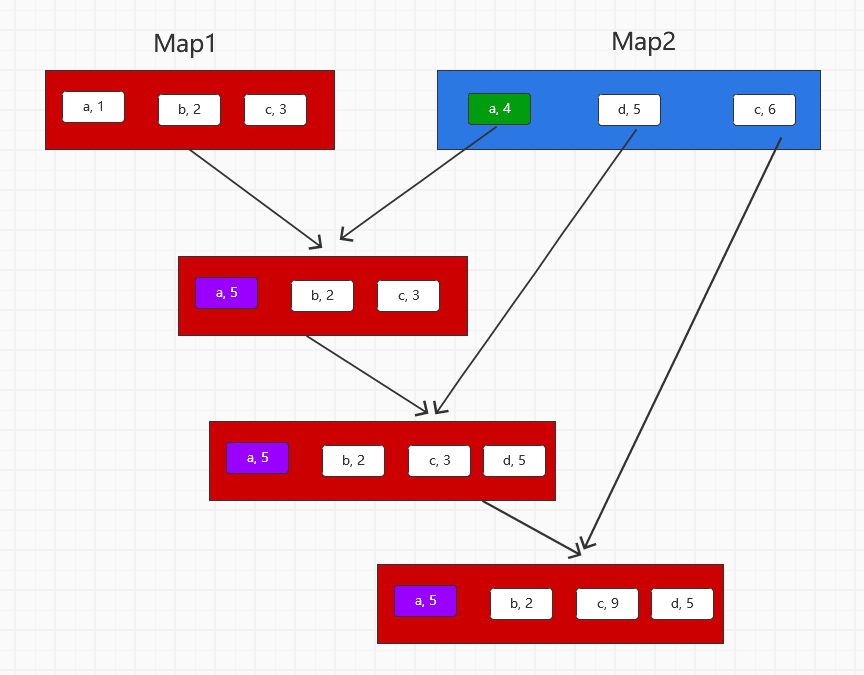 Map1
Map2
a, 1
b, 2
c, 3
a, 4
d, 5
c, 6
a, 5
b, 2
c, 3
a, 5
b, 2
c, 3
d, 5
a, 5
b, 2
c, 9
d, 5